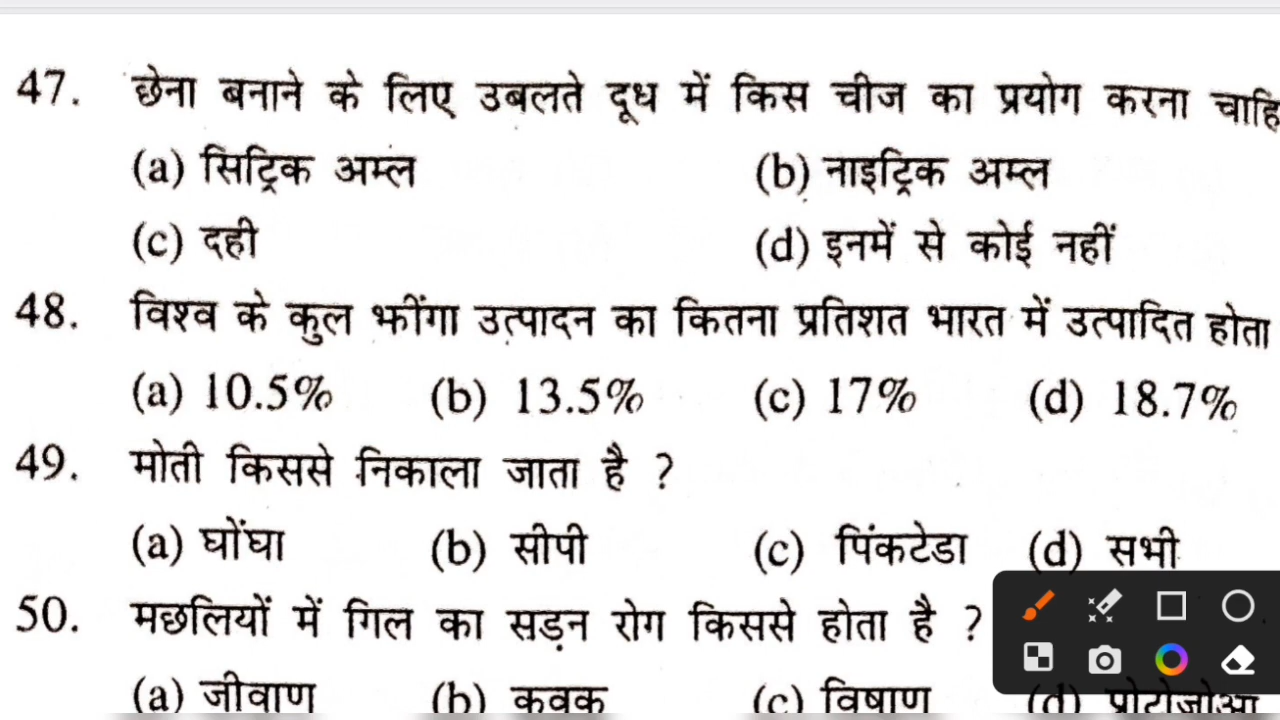 47. छेना बनाने के लिए उबलते दूध में किस चीज का प्रयोग करना चाहि
(a) सिट्रिक अम्ल (b) नाइट्रिक अम्ल
(c) दही (d) इनमें से कोई नहीं
48. विश्व के कुल झींगा उत्पादन का कितना प्रतिशत भारत में उत्पादित होता
(a) 10.5% (b) 13.5% (c) 17% (d) 18.7%
49. मोती किससे निकाला जाता है ?
(a) घोंघा (b) सीपी (c) पिंकटेडा (d) सभी
50. मछलियों में गिल का सड़न रोग किससे होता है ?
(a) जीवाणु (b) कवक (c) विषाणु (d) प्रोटोजोआ